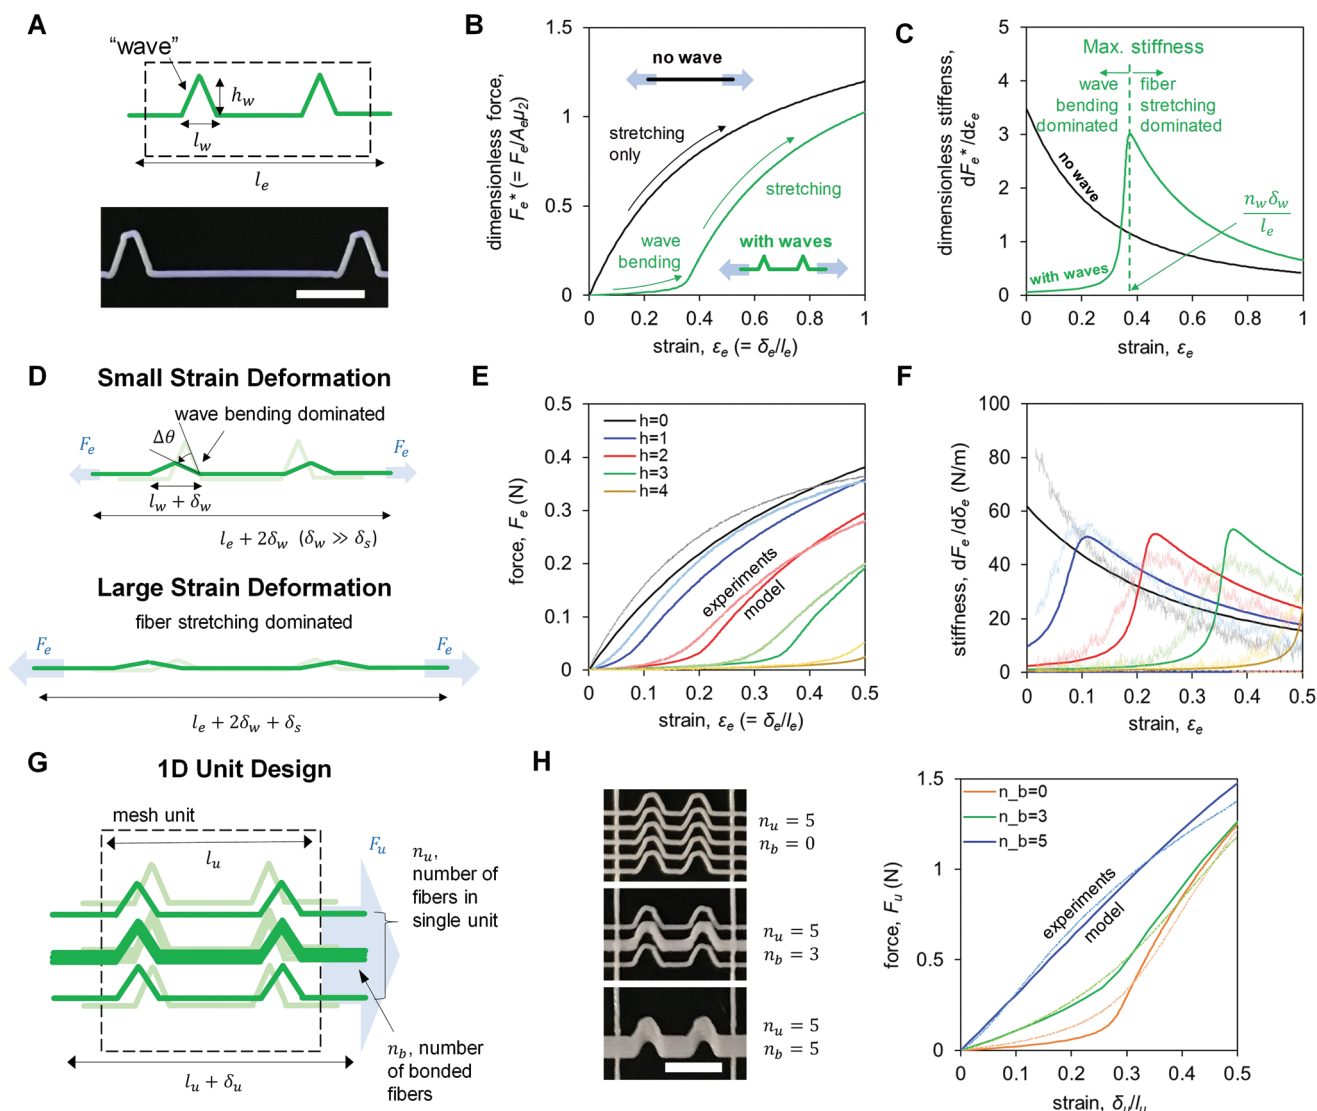 A
"wave"
h_w
l_w
l_e
B
dimensionless force,
F_e* (= F_e/A_eμ_2)
1.5
1
0.5
0
no wave
stretching
only
wave
bending
stretching
with waves
0 0.2 0.4 0.6 0.8 1
strain, ε_e (= δ_e/l_e)
C
dimensionless stiffenss,
dF_e*/dε_e
5
4
3
2
1
0
Max. stiffness
wave
bending
dominated
fiber
stretching
dominated
no wave
n_w δ_w
l_e
with waves
0 0.2 0.4 0.6 0.8 1
strain, ε_e
D
Small Strain Deformation
wave bending dominated
Δθ
F_e
F_e
l_w + δ_w
l_e + 2δ_w (δ_w ≫ δ_s)
Large Strain Deformation
fiber stretching dominated
F_e
F_e
l_e + 2δ_w + δ_s
E
force, F_e (N)
0.5
0.4
0.3
0.2
0.1
0
h=0
h=1
h=2
h=3
h=4
experiments
model
0 0.1 0.2 0.3 0.4 0.5
strain, ε_e (= δ_e/l_e)
F
stiffness, dF_e/dδ_e (N/m)
100
80
60
40
20
0
0 0.1 0.2 0.3 0.4 0.5
strain, ε_e
G
1D Unit Design
mesh unit
l_u
F_u
n_u,
number of
fibers in
single unit
n_b, number
of bonded
fibers
l_u + δ_u
H
n_u = 5
n_b = 0
n_u = 5
n_b = 3
n_u = 5
n_b = 5
force, F_u (N)
1.5
1
0.5
0
n_b=0
n_b=3
n_b=5
experiments
model
0 0.1 0.2 0.3 0.4 0.5
strain, δ_u/l_u